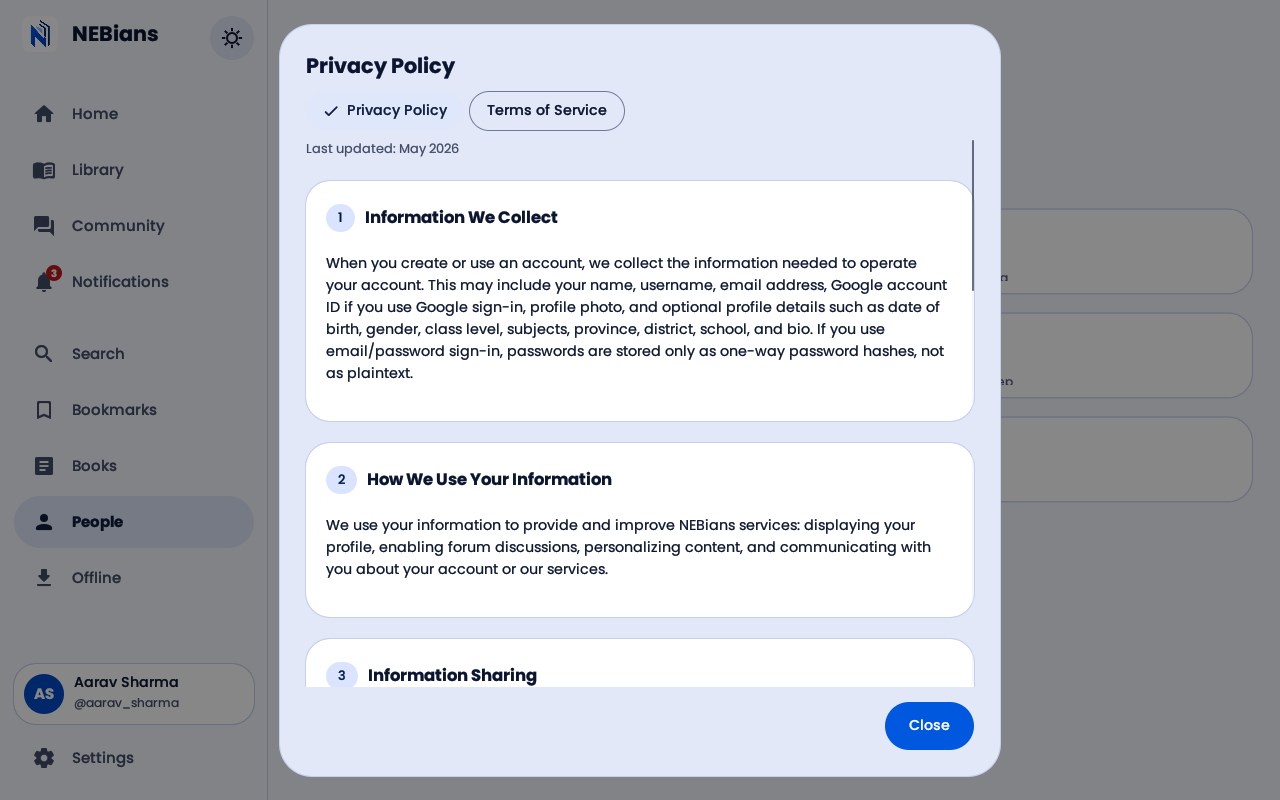 NEBians
Home
Library
Community
3
Notifications
Search
Bookmarks
Books
People
Offline
AS
Aarav Sharma
@aarav_sharma
Settings
Privacy Policy
Privacy Policy
Terms of Service
Last updated: May 2026
1
Information We Collect
When you create or use an account, we collect the information needed to operate
your account. This may include your name, username, email address, Google account
ID if you use Google sign-in, profile photo, and optional profile details such as date of
birth, gender, class level, subjects, province, district, school, and bio. If you use
email/password sign-in, passwords are stored only as one-way password hashes, not
as plaintext.
2
How We Use Your Information
We use your information to provide and improve NEBians services: displaying your
profile, enabling forum discussions, personalizing content, and communicating with
you about your account or our services.
3
Information Sharing
Close